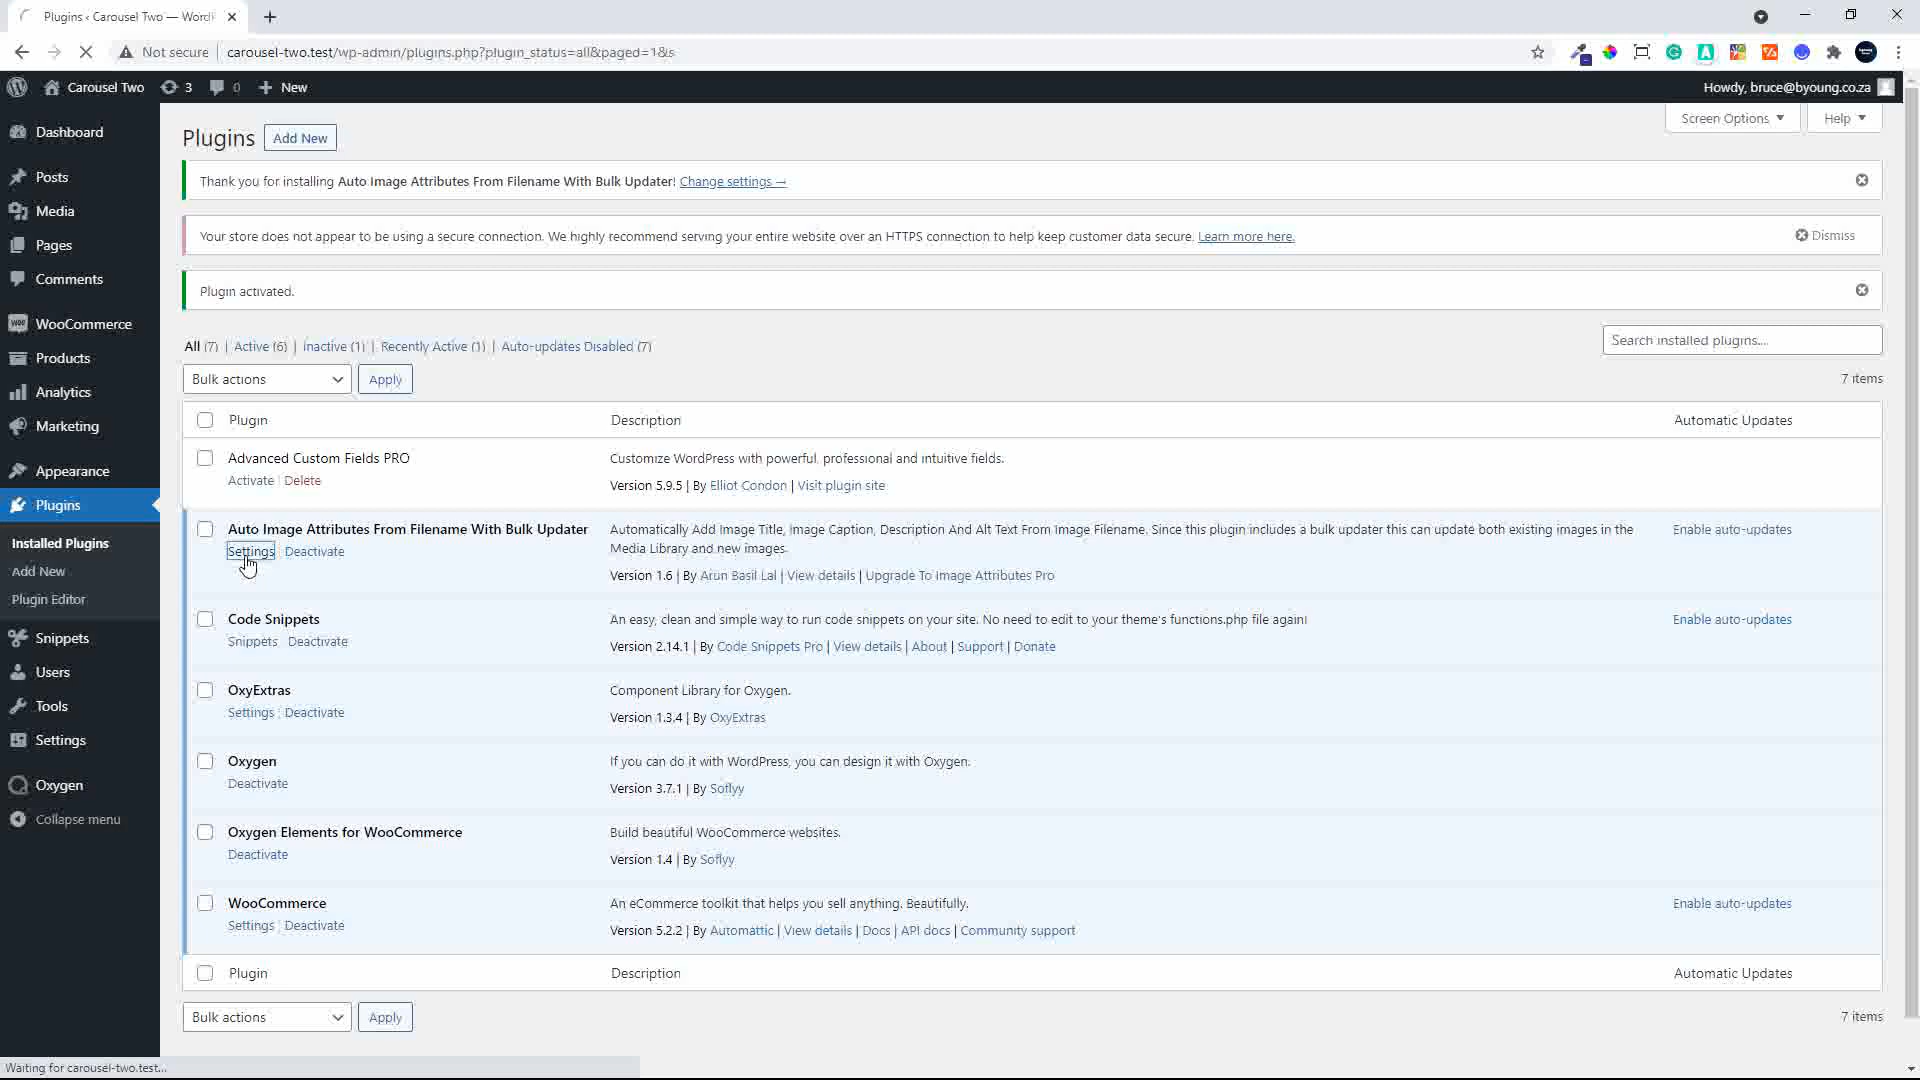 Plugins ‹ Carousel Two — Word
Not secure carousel-two.test/wp-admin/plugins.php?plugin_status=all&paged=1&s
Carousel Two 3 0 New Howdy, bruce@byoung.co.za
Screen Options Help
Dashboard
Posts
Media
Pages
Comments
WooCommerce
Products
Analytics
Marketing
Appearance
Plugins
Installed Plugins
Add New
Plugin Editor
Snippets
Users
Tools
Settings
Oxygen
Collapse menu
Plugins Add New
Thank you for installing Auto Image Attributes From Filename With Bulk Updater! Change settings →
Your store does not appear to be using a secure connection. We highly recommend serving your entire website over an HTTPS connection to help keep customer data secure. Learn more here. Dismiss
Plugin activated.
All (7) | Active (6) | Inactive (1) | Recently Active (1) | Auto-updates Disabled (7)
Search installed plugins...
Bulk actions Apply 7 items
Plugin Description Automatic Updates
Advanced Custom Fields PRO Customize WordPress with powerful, professional and intuitive fields.
Activate | Delete Version 5.9.5 | By Elliot Condon | Visit plugin site
Auto Image Attributes From Filename With Bulk Updater Automatically Add Image Title, Image Caption, Description And Alt Text From Image Filename. Since this plugin includes a bulk updater this can update both existing images in the Enable auto-updates
Settings | Deactivate Media Library and new images.
Version 1.6 | By Arun Basil Lal | View details | Upgrade To Image Attributes Pro
Code Snippets An easy, clean and simple way to run code snippets on your site. No need to edit to your theme's functions.php file again! Enable auto-updates
Snippets | Deactivate Version 2.14.1 | By Code Snippets Pro | View details | About | Support | Donate
OxyExtras Component Library for Oxygen.
Settings | Deactivate Version 1.3.4 | By OxyExtras
Oxygen If you can do it with WordPress, you can design it with Oxygen.
Deactivate Version 3.7.1 | By Soflyy
Oxygen Elements for WooCommerce Build beautiful WooCommerce websites.
Deactivate Version 1.4 | By Soflyy
WooCommerce An eCommerce toolkit that helps you sell anything. Beautifully. Enable auto-updates
Settings | Deactivate Version 5.2.2 | By Automattic | View details | Docs | API docs | Community support
Plugin Description Automatic Updates
Bulk actions Apply 7 items
Waiting for carousel-two.test...